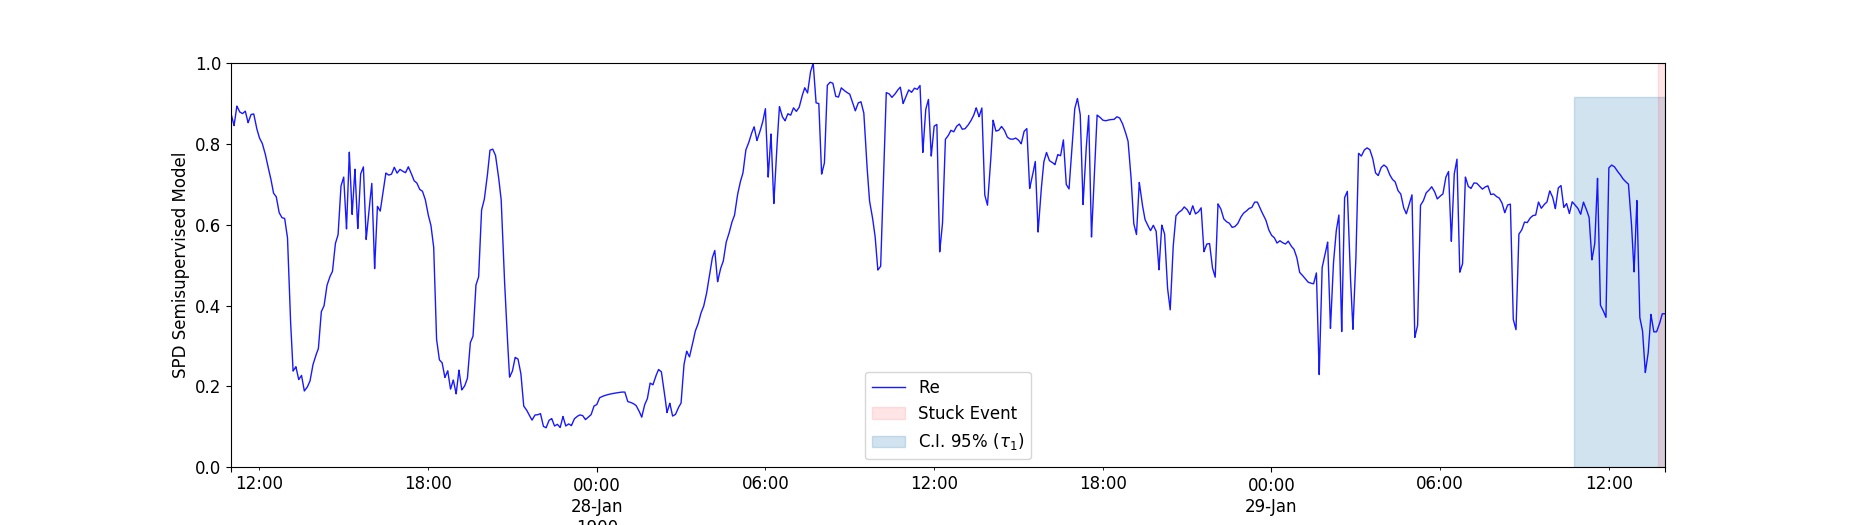 SPD Semisupervised Model
1.0
0.8
0.6
0.4
0.2
0.0
Re
Stuck Event
C.I. 95% (τ₁)
12:00 18:00 00:00 06:00 12:00 18:00 00:00 06:00 12:00
28-Jan 29-Jan
1900